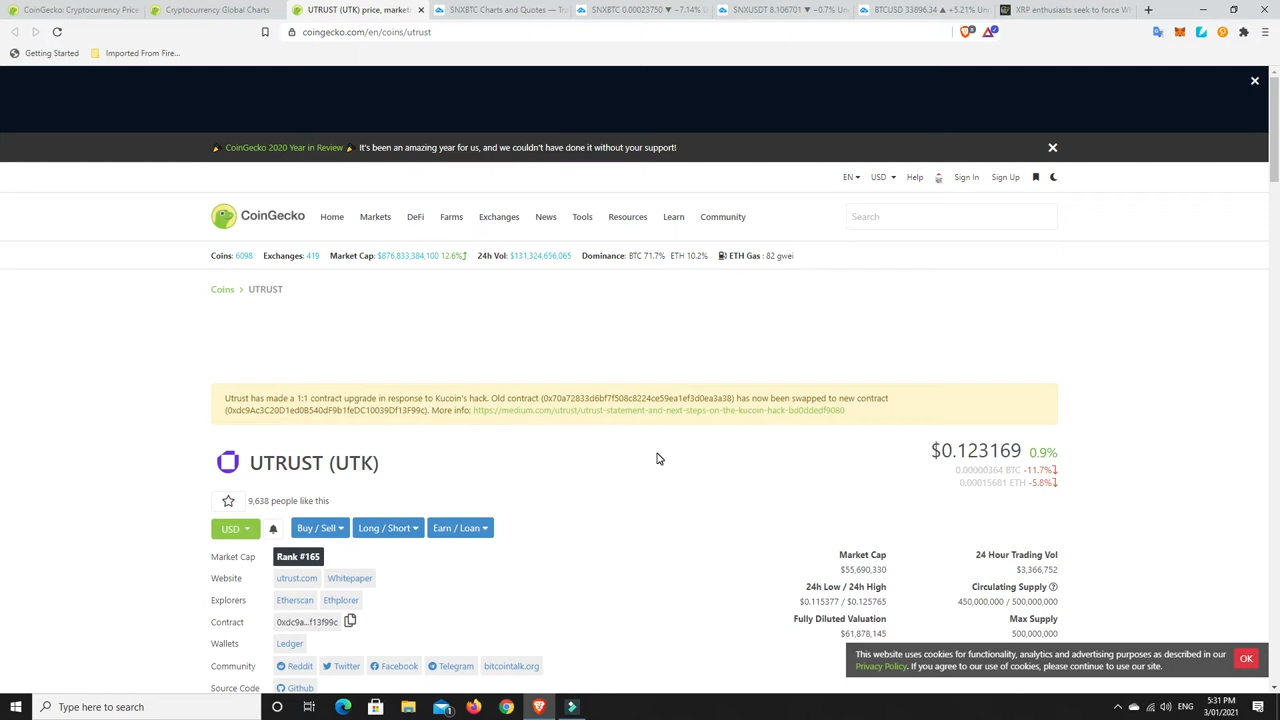 CoinGecko: Cryptocurrency Price
Cryptocurrency Global Charts
UTRUST (UTK) price, market
SNXBTC Charts and Quotes — Tra
SNXBTC 0.00023750 ▼ −7.14% U
SNXUSDT 8.106701 ▼ −0.7% Un
BTCUSD 33896.34 ▲ +5.21% Un
XRP enthusiasts seek to force W
coingecko.com/en/coins/utrust
Getting Started
Imported From Fire...
CoinGecko 2020 Year in Review It's been an amazing year for us, and we couldn't have done it without your support!
EN USD Help Sign In Sign Up
CoinGecko Home Markets DeFi Farms Exchanges News Tools Resources Learn Community Search
Coins: 6098 Exchanges: 419 Market Cap: $876,833,384,100 12.6% 24h Vol: $131,324,656,065 Dominance: BTC 71.7% ETH 10.2% ETH Gas : 82 gwei
Coins > UTRUST
Utrust has made a 1:1 contract upgrade in response to Kucoin's hack. Old contract (0x70a72833d6bf7f508c8224ce59ea1ef3d0ea3a38) has now been swapped to new contract
(0xdc9Ac3C20D1ed0B540dF9b1feDC10039Df13F99c). More info: https://medium.com/utrust/utrust-statement-and-next-steps-on-the-kucoin-hack-bd0ddedf9080
UTRUST (UTK)
$0.123169 0.9%
0.00000364 BTC -11.7%
0.00015681 ETH -5.8%
9,638 people like this
USD Buy / Sell Long / Short Earn / Loan
Market Cap Rank #165
Website utrust.com Whitepaper
Explorers Etherscan Ethplorer
Contract 0xdc9a...f13f99c
Wallets Ledger
Community Reddit Twitter Facebook Telegram bitcointalk.org
Source Code Github
Market Cap
$55,690,330
24 Hour Trading Vol
$3,366,752
24h Low / 24h High
$0.115377 / $0.125765
Circulating Supply
450,000,000 / 500,000,000
Fully Diluted Valuation
$61,878,145
Max Supply
500,000,000
This website uses cookies for functionality, analytics and advertising purposes as described in our
Privacy Policy. If you agree to our use of cookies, please continue to use our site.
OK
Type here to search
ENG
5:31 PM
3/01/2021